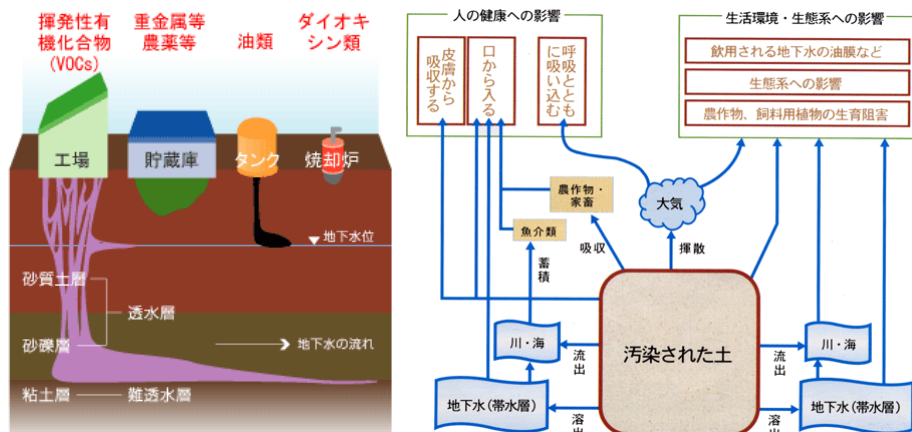 揮発性有
機化合物
(VOCs)
重金属等
農薬等
油類
ダイオキ
シン類
工場
貯蔵庫
タンク
焼却炉
地下水位
砂質土層
透水層
砂礫層
地下水の流れ
粘土層
難透水層
人の健康への影響
皮膚から
吸収する
口から入る
呼吸ととも
に吸い込む
生活環境・生態系への影響
飲用される地下水の油膜など
生態系への影響
農作物、飼料用植物の生育阻害
農作物・
家畜
大気
魚介類
吸収
揮散
蓄積
汚染された土
川・海
流出
地下水(帯水層)
溶出
流出
川・海
溶出
地下水(帯水層)